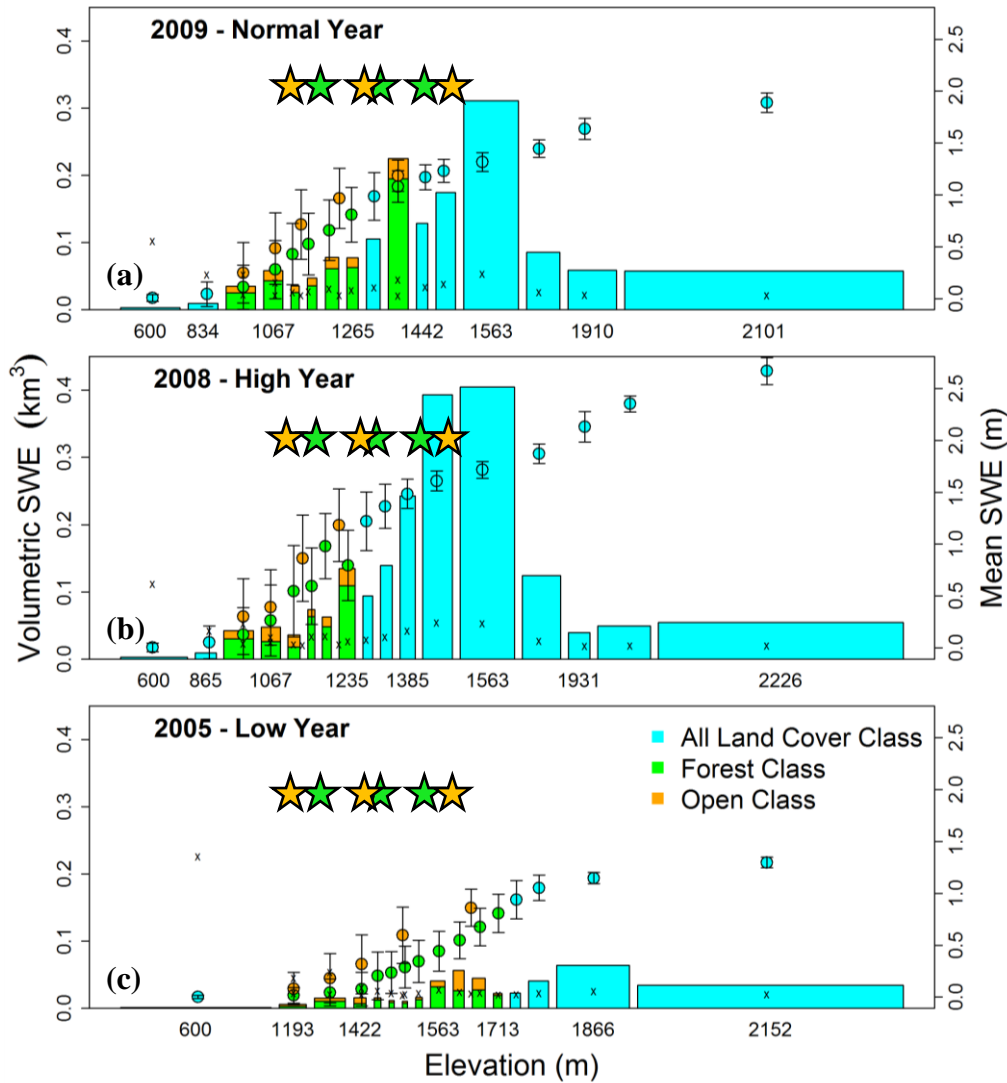 2009 - Normal Year
0.4
0.3
0.2
0.1
0.0
2.5
2.0
1.5
1.0
0.5
0.0
(a)
600 834 1067 1265 1442 1563 1910 2101
2008 - High Year
0.4
0.3
0.2
0.1
0.0
2.5
2.0
1.5
1.0
0.5
0.0
(b)
600 865 1067 1235 1385 1563 1931 2226
Volumetric SWE (km³)
Mean SWE (m)
2005 - Low Year
All Land Cover Class
Forest Class
Open Class
0.4
0.3
0.2
0.1
0.0
2.5
2.0
1.5
1.0
0.5
0.0
(c)
600 1193 1422 1563 1713 1866 2152
Elevation (m)